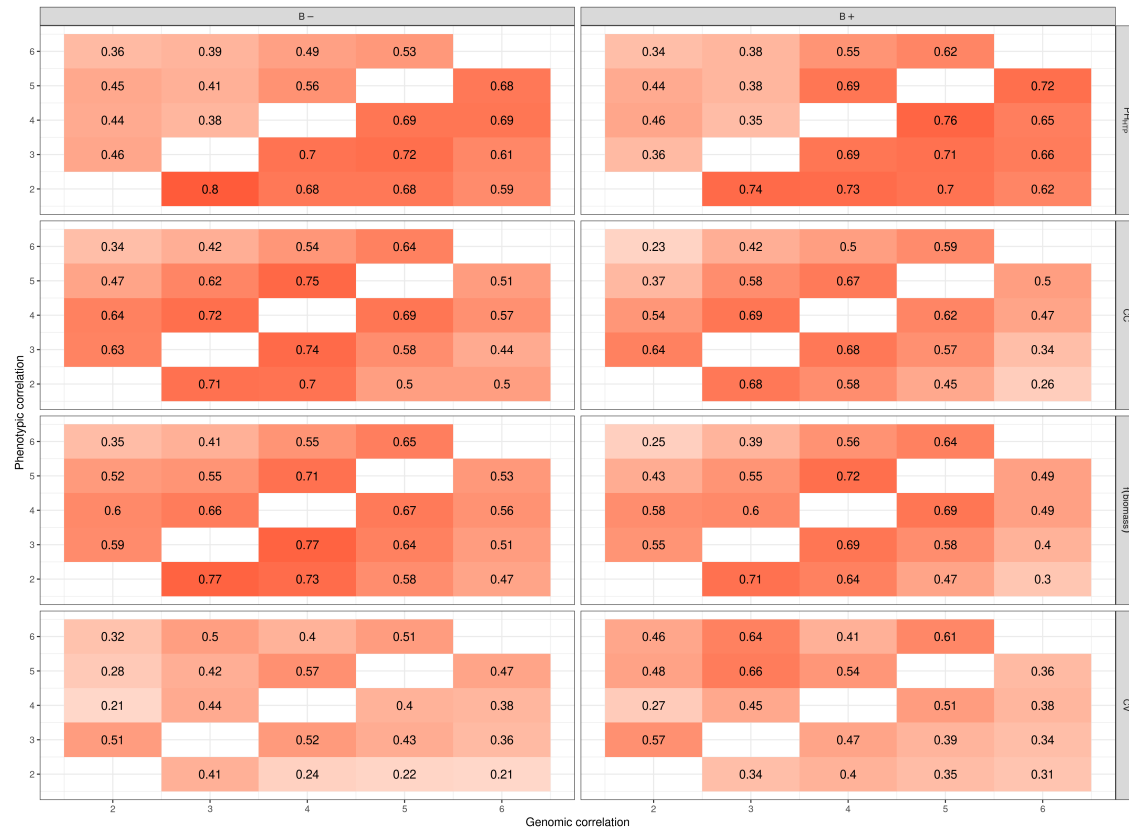 B − B +
6 0.36 0.39 0.49 0.53 0.34 0.38 0.55 0.62
5 0.45 0.41 0.56 0.68 0.44 0.38 0.69 0.72
4 0.44 0.38 0.69 0.69 0.46 0.35 0.76 0.65
3 0.46 0.7 0.72 0.61 0.36 0.69 0.71 0.66
2 0.8 0.68 0.68 0.59 0.74 0.73 0.7 0.62
6 0.34 0.42 0.54 0.64 0.23 0.42 0.5 0.59
5 0.47 0.62 0.75 0.51 0.37 0.58 0.67 0.5
4 0.64 0.72 0.69 0.57 0.54 0.69 0.62 0.47
3 0.63 0.74 0.58 0.44 0.64 0.68 0.57 0.34
2 0.71 0.7 0.5 0.5 0.68 0.58 0.45 0.26
6 0.35 0.41 0.55 0.65 0.25 0.39 0.56 0.64
5 0.52 0.55 0.71 0.53 0.43 0.55 0.72 0.49
4 0.6 0.66 0.67 0.56 0.58 0.6 0.69 0.49
3 0.59 0.77 0.64 0.51 0.55 0.69 0.58 0.4
2 0.77 0.73 0.58 0.47 0.71 0.64 0.47 0.3
6 0.32 0.5 0.4 0.51 0.46 0.64 0.41 0.61
5 0.28 0.42 0.57 0.47 0.48 0.66 0.54 0.36
4 0.21 0.44 0.4 0.38 0.27 0.45 0.51 0.38
3 0.51 0.52 0.43 0.36 0.57 0.47 0.39 0.34
2 0.41 0.24 0.22 0.21 0.34 0.4 0.35 0.31
2 3 4 5 6 2 3 4 5 6
Genomic correlation
Phenotypic correlation